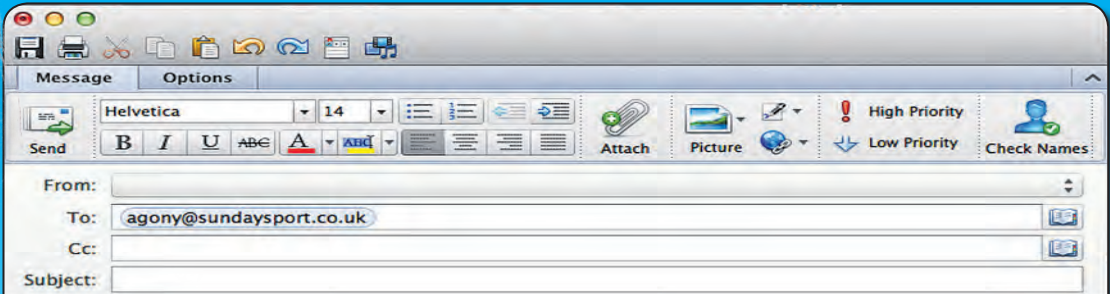 Message Options
Helvetica 14 High Priority
Send B I U ABC A ABC Attach Picture Low Priority Check Names
From:
To: agony@sundaysport.co.uk
Cc:
Subject: